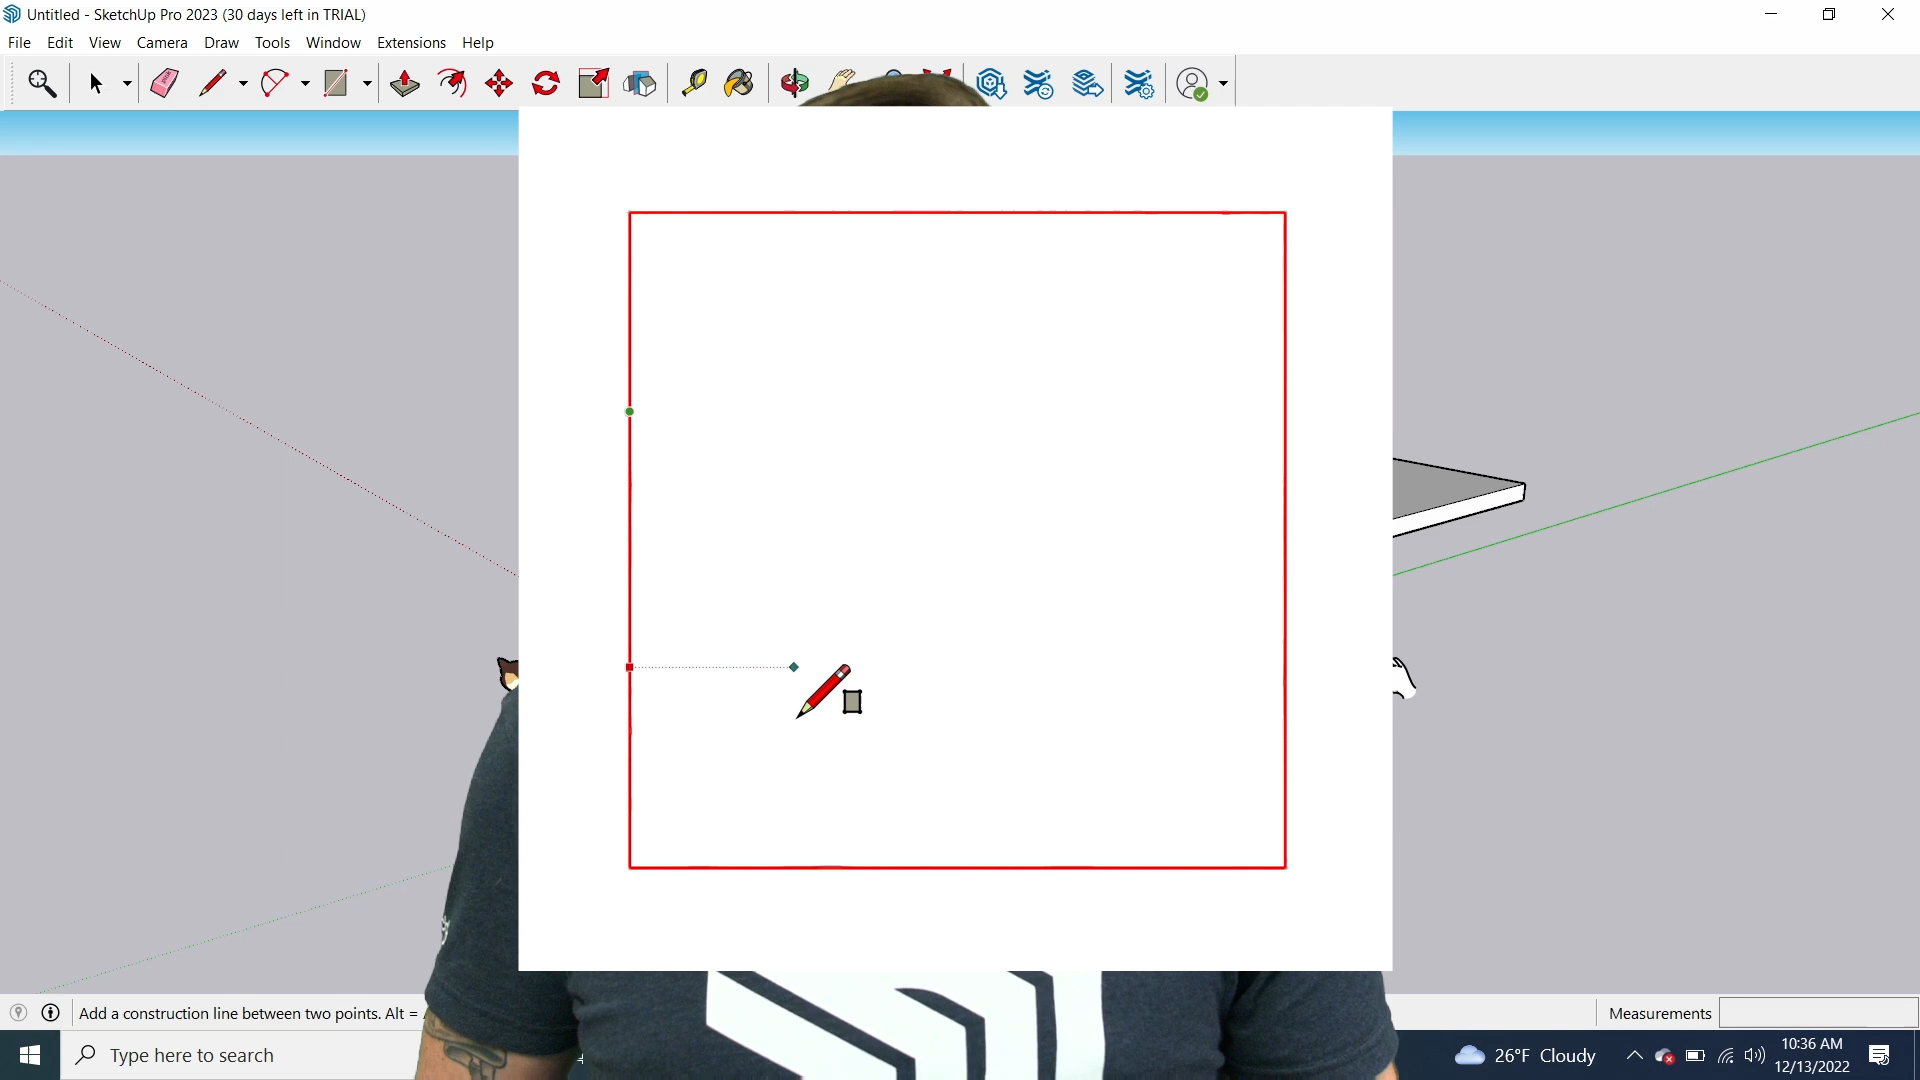 Untitled - SketchUp Pro 2023 (30 days left in TRIAL)
File Edit View Camera Draw Tools Window Extensions Help
Add a construction line between two points. Alt =
Measurements
Type here to search
26°F Cloudy
10:36 AM
12/13/2022